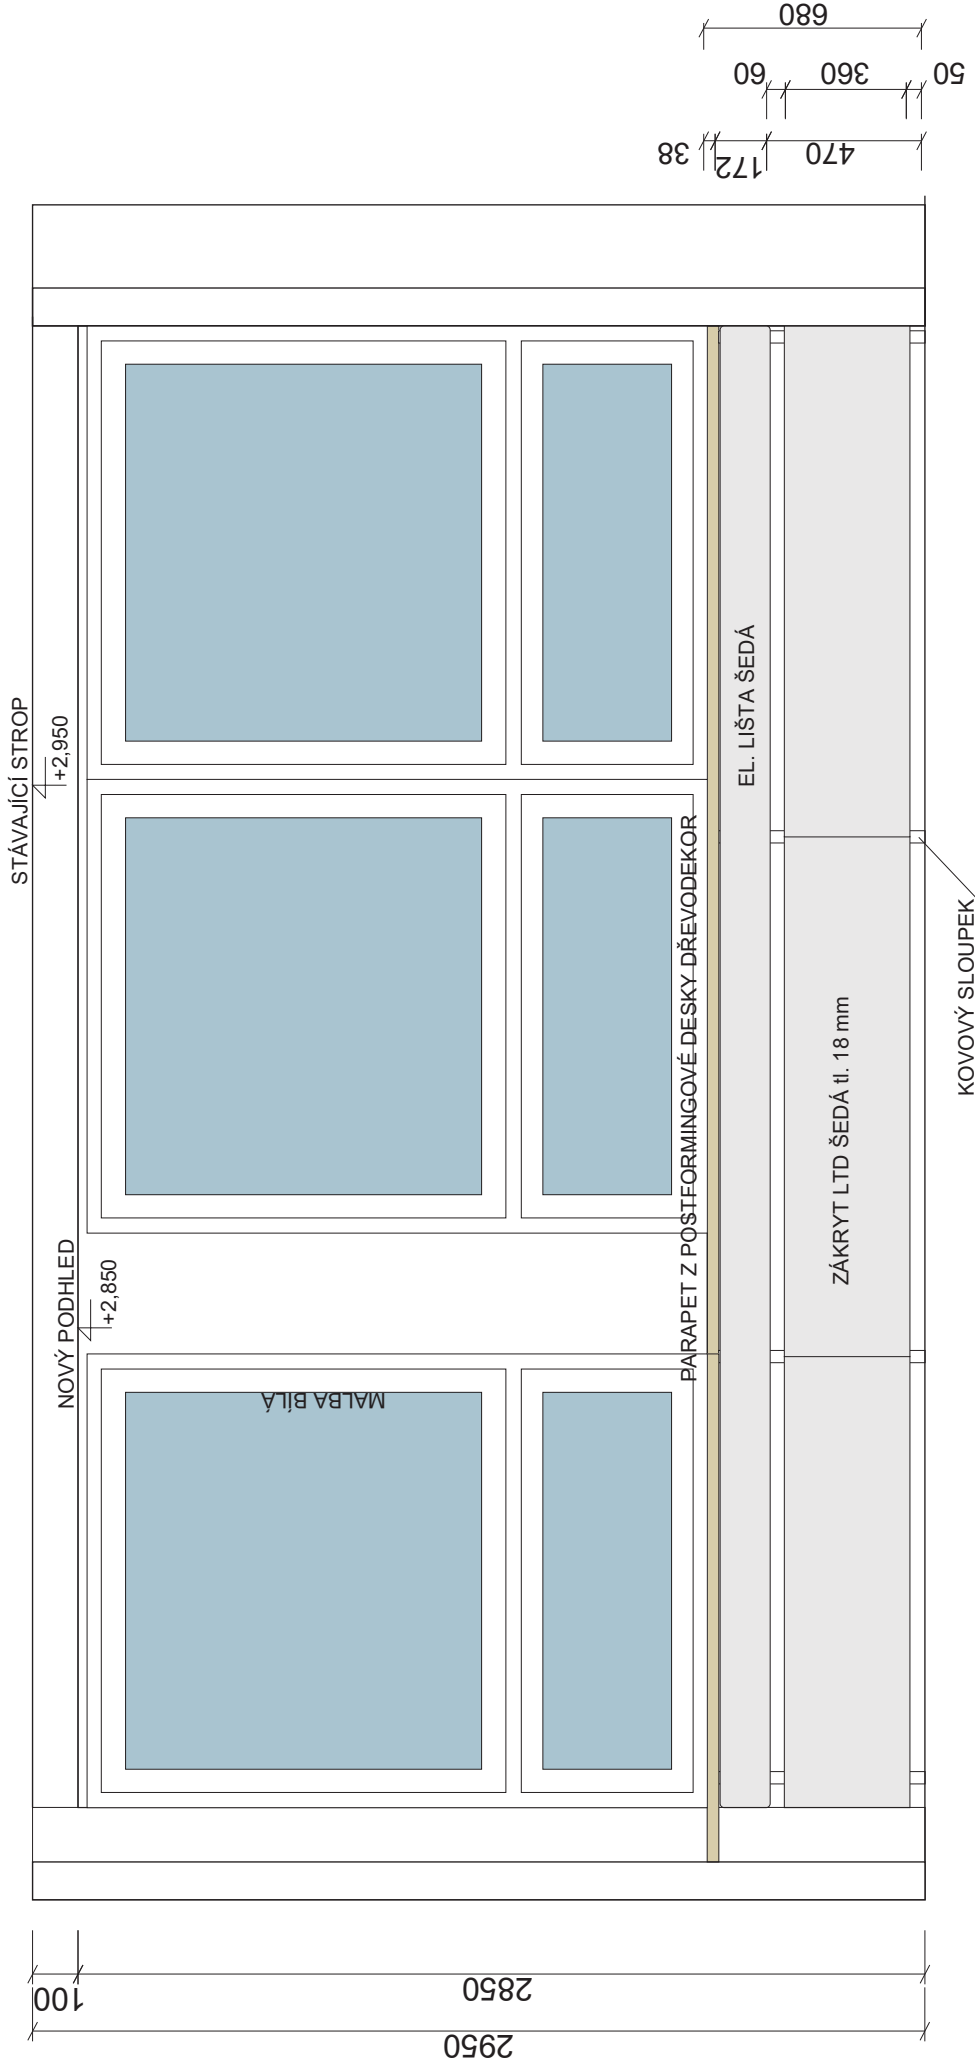 680
60
360
50
38
172
470
STÁVAJÍCÍ STROP
+2,950
NOVÝ PODHLED
+2,850
MALBA BÍLÁ
PARAPET Z POSTFORMINGOVÉ DESKY DŘEVODEKOR
EL. LIŠTA ŠEDÁ
ZÁKRYT LTD ŠEDÁ tl. 18 mm
KOVOVÝ SLOUPEK
100
2850
2950